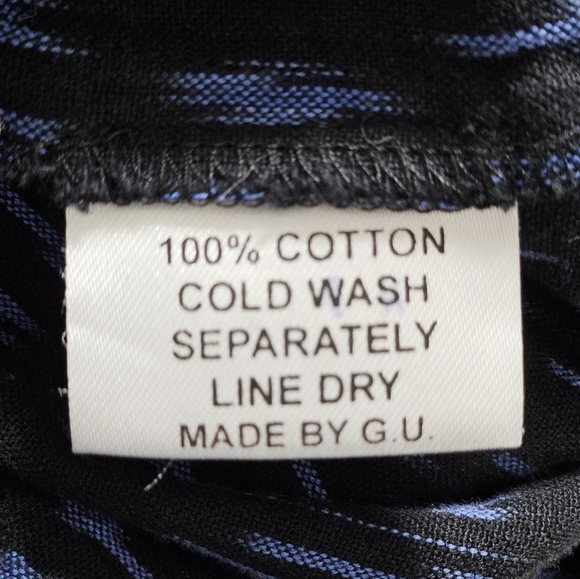 100% COTTON
COLD WASH
SEPARATELY
LINE DRY
MADE BY G.U.